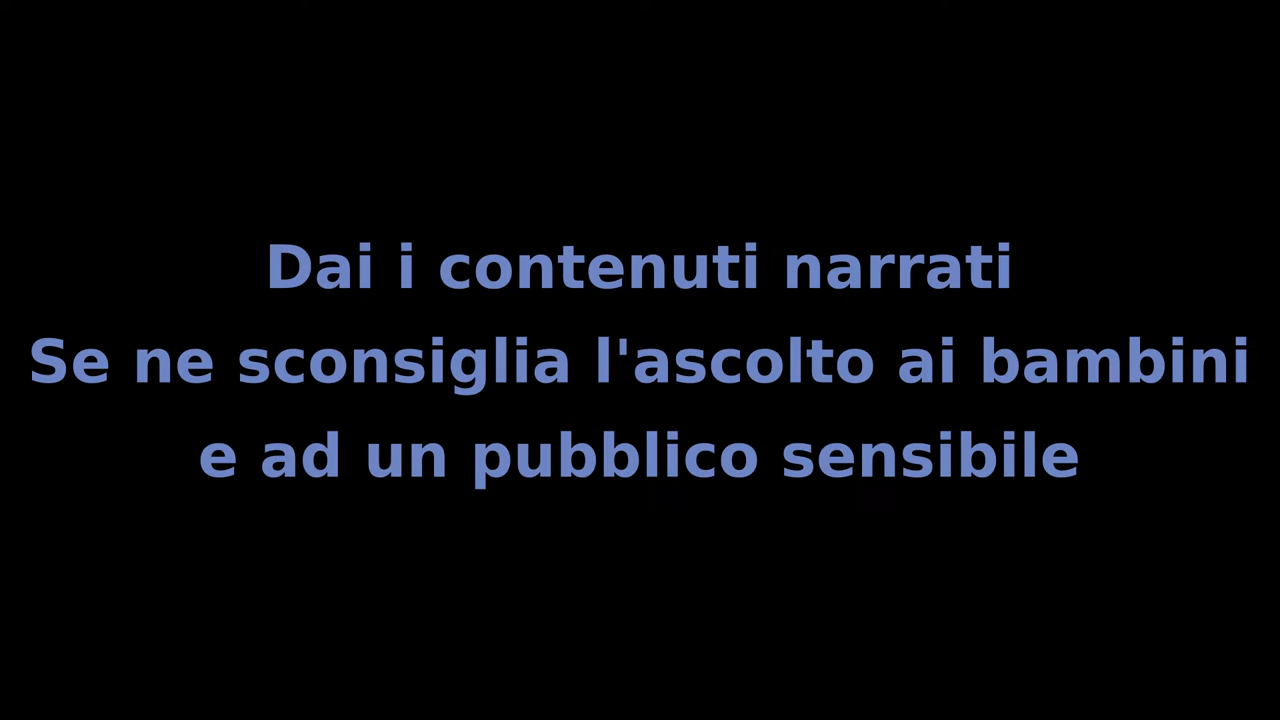 Dai i contenuti narrati
Se ne sconsiglia l'ascolto ai bambini
e ad un pubblico sensibile